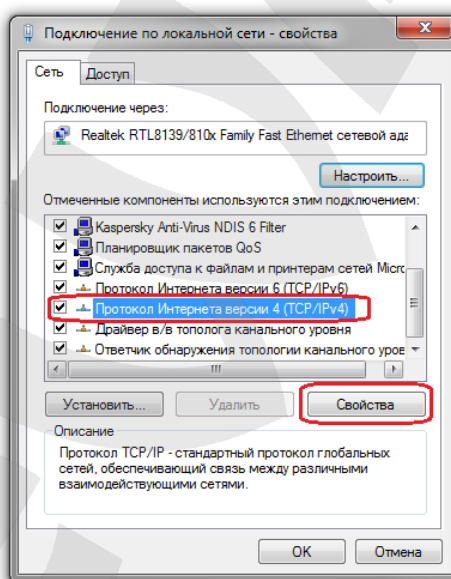 Подключение по локальной сети - свойства
Сеть Доступ
Подключение через:
Realtek RTL8139/810x Family Fast Ethernet сетевой ада
Настроить...
Отмеченные компоненты используются этим подключением:
Kaspersky Anti-Virus NDIS 6 Filter
Планировщик пакетов QoS
Служба доступа к файлам и принтерам сетей Micro
Протокол Интернета версии 6 (TCP/IPv6)
Протокол Интернета версии 4 (TCP/IPv4)
Драйвер в/в тополога канального уровня
Ответчик обнаружения топологии канального уров
Установить... Удалить Свойства
Описание
Протокол TCP/IP - стандартный протокол глобальных
сетей, обеспечивающий связь между различными
взаимодействующими сетями.
ОК Отмена